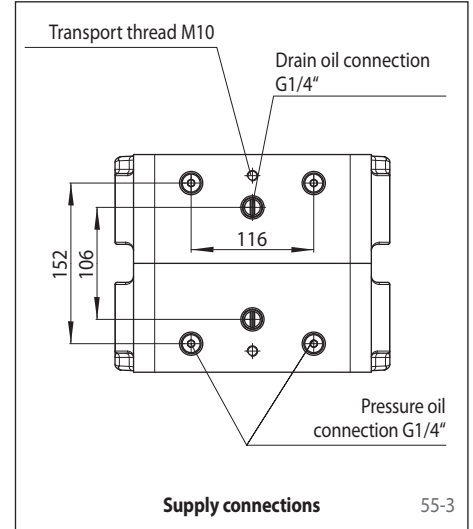 Transport thread M10
Drain oil connection
G1/4“
116
152
106
Pressure oil
connection G1/4“
Supply connections
55-3